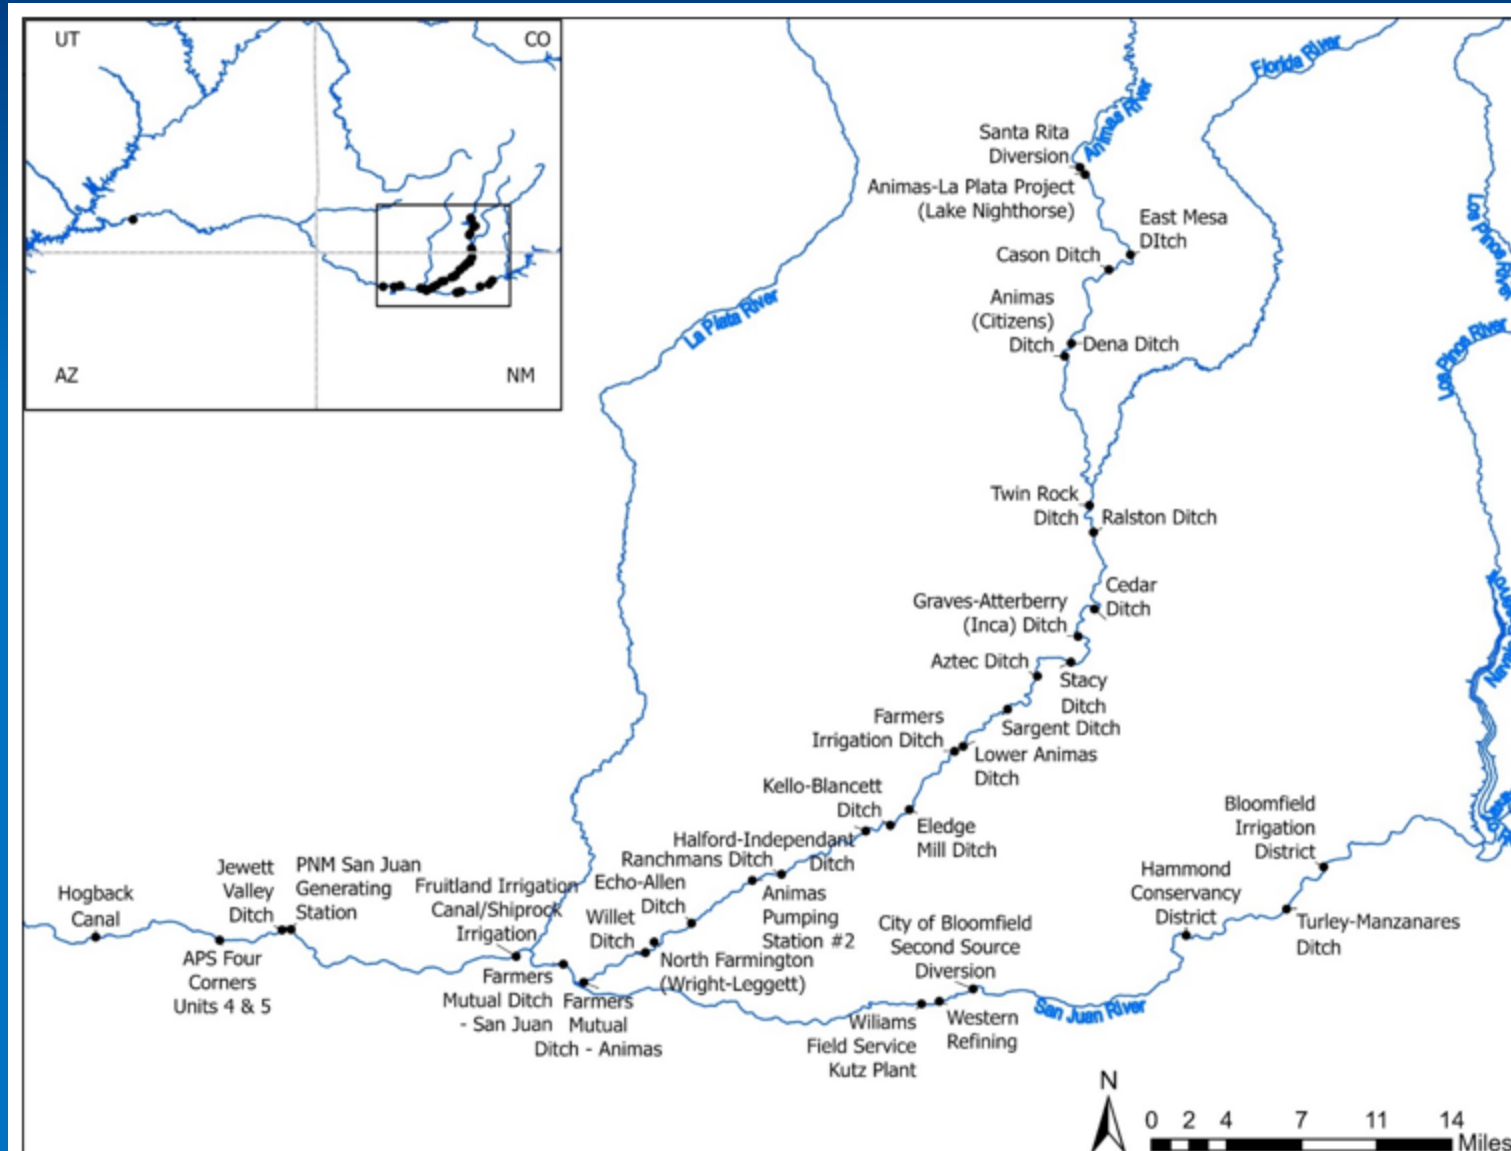 UT
CO
AZ
NM
Animas River
Florida River
Santa Rita
Diversion
Animas-La Plata Project
(Lake Nighthorse)
East Mesa
DItch
Cason Ditch
Los Pinos Rive
Animas
(Citizens)
Ditch
Dena Ditch
La Plata River
Los Pinos River
Twin Rock
Ditch
Ralston Ditch
Cedar
Ditch
Graves-Atterberry
(Inca) Ditch
Aztec Ditch
Stacy
Ditch
Sargent Ditch
Farmers
Irrigation Ditch
Lower Animas
Ditch
Kello-Blancett
Ditch
Eledge
Mill Ditch
Halford-Independant
Ditch
Ranchmans Ditch
Animas
Pumping
Station #2
Echo-Allen
Ditch
Willet
Ditch
North Farmington
(Wright-Leggett)
Bloomfield
Irrigation
District
Hammond
Conservancy
District
Turley-Manzanares
Ditch
Hogback
Canal
Jewett
Valley
Ditch
PNM San Juan
Generating
Station
Fruitland Irrigation
Canal/Shiprock
Irrigation
City of Bloomfield
Second Source
Diversion
APS Four
Corners
Units 4 & 5
Farmers
Mutual Ditch
- San Juan
Farmers
Mutual
Ditch - Animas
Wiliams
Field Service
Kutz Plant
Western
Refining
San Juan River
N
0 2 4 7 11 14
Miles